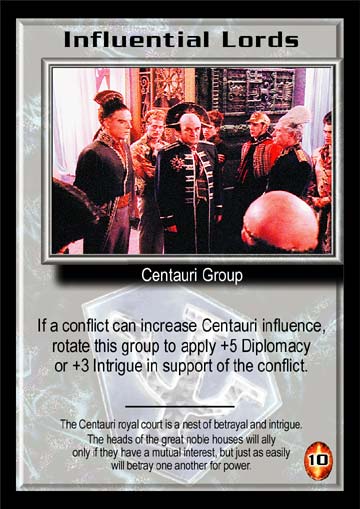 Influential Lords
Centauri Group
If a conflict can increase Centauri influence,
rotate this group to apply +5 Diplomacy
or +3 Intrigue in support of the conflict.
The Centauri royal court is a nest of betrayal and intrigue.
The heads of the great noble houses will ally
only if they have a mutual interest, but just as easily
will betray one another for power.
10